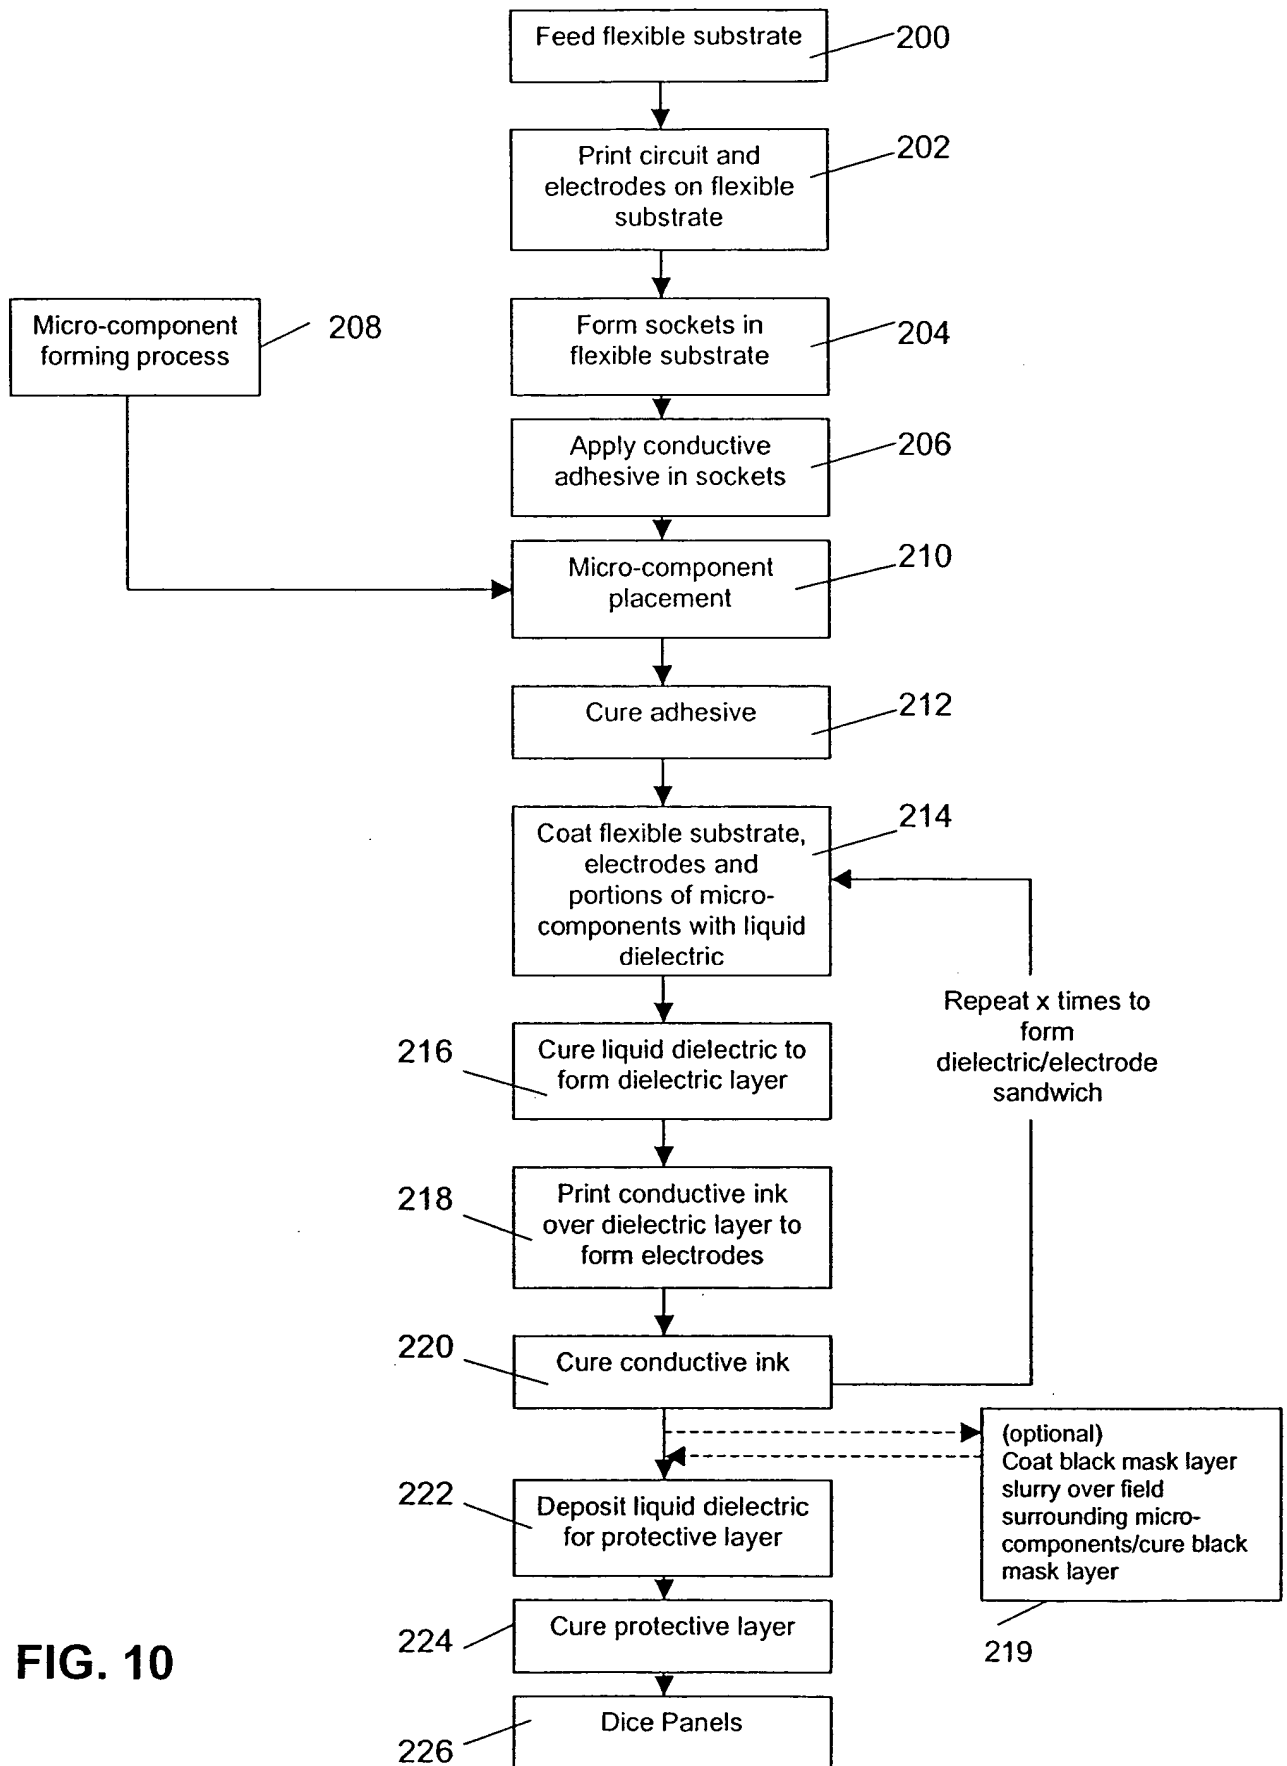 Feed flexible substrate
200
Print circuit and
electrodes on flexible
substrate
202
Micro-component
forming process
208
Form sockets in
flexible substrate
204
Apply conductive
adhesive in sockets
206
Micro-component
placement
210
Cure adhesive
212
Coat flexible substrate,
electrodes and
portions of micro-
components with liquid
dielectric
214
Repeat x times to
form
dielectric/electrode
sandwich
216
Cure liquid dielectric to
form dielectric layer
218
Print conductive ink
over dielectric layer to
form electrodes
220
Cure conductive ink
(optional)
Coat black mask layer
slurry over field
surrounding micro-
components/cure black
mask layer
219
222
Deposit liquid dielectric
for protective layer
224
Cure protective layer
FIG. 10
226
Dice Panels